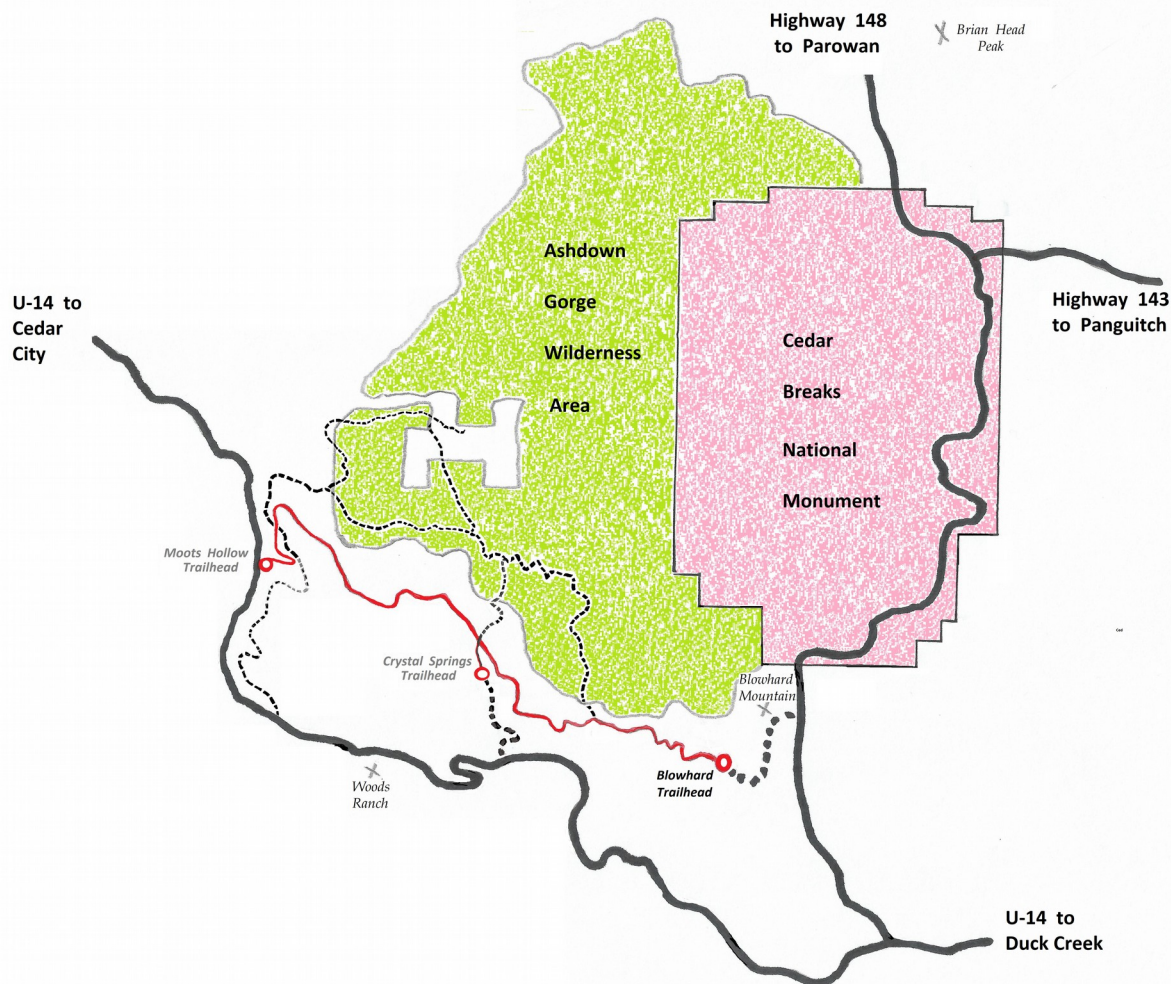 Highway 148
to Parowan
Brian Head
Peak
Ashdown
Gorge
Wilderness
Area
U-14 to
Cedar
City
Highway 143
to Panguitch
Cedar
Breaks
National
Monument
Moots Hollow
Trailhead
Crystal Springs
Trailhead
Blowhard
Mountain
Blowhard
Trailhead
Woods
Ranch
U-14 to
Duck Creek